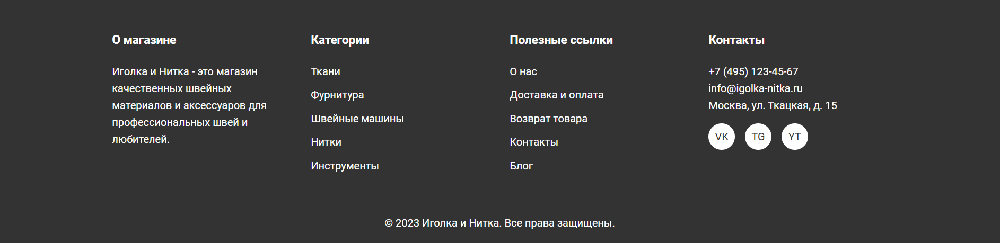 О магазине
Иголка и Нитка - это магазин
качественных швейных
материалов и аксессуаров для
профессиональных швей и
любителей.
Категории
Ткани
Фурнитура
Швейные машины
Нитки
Инструменты
Полезные ссылки
О нас
Доставка и оплата
Возврат товара
Контакты
Блог
Контакты
+7 (495) 123-45-67
info@igolka-nitka.ru
Москва, ул. Ткацкая, д. 15
VK TG YT
© 2023 Иголка и Нитка. Все права защищены.